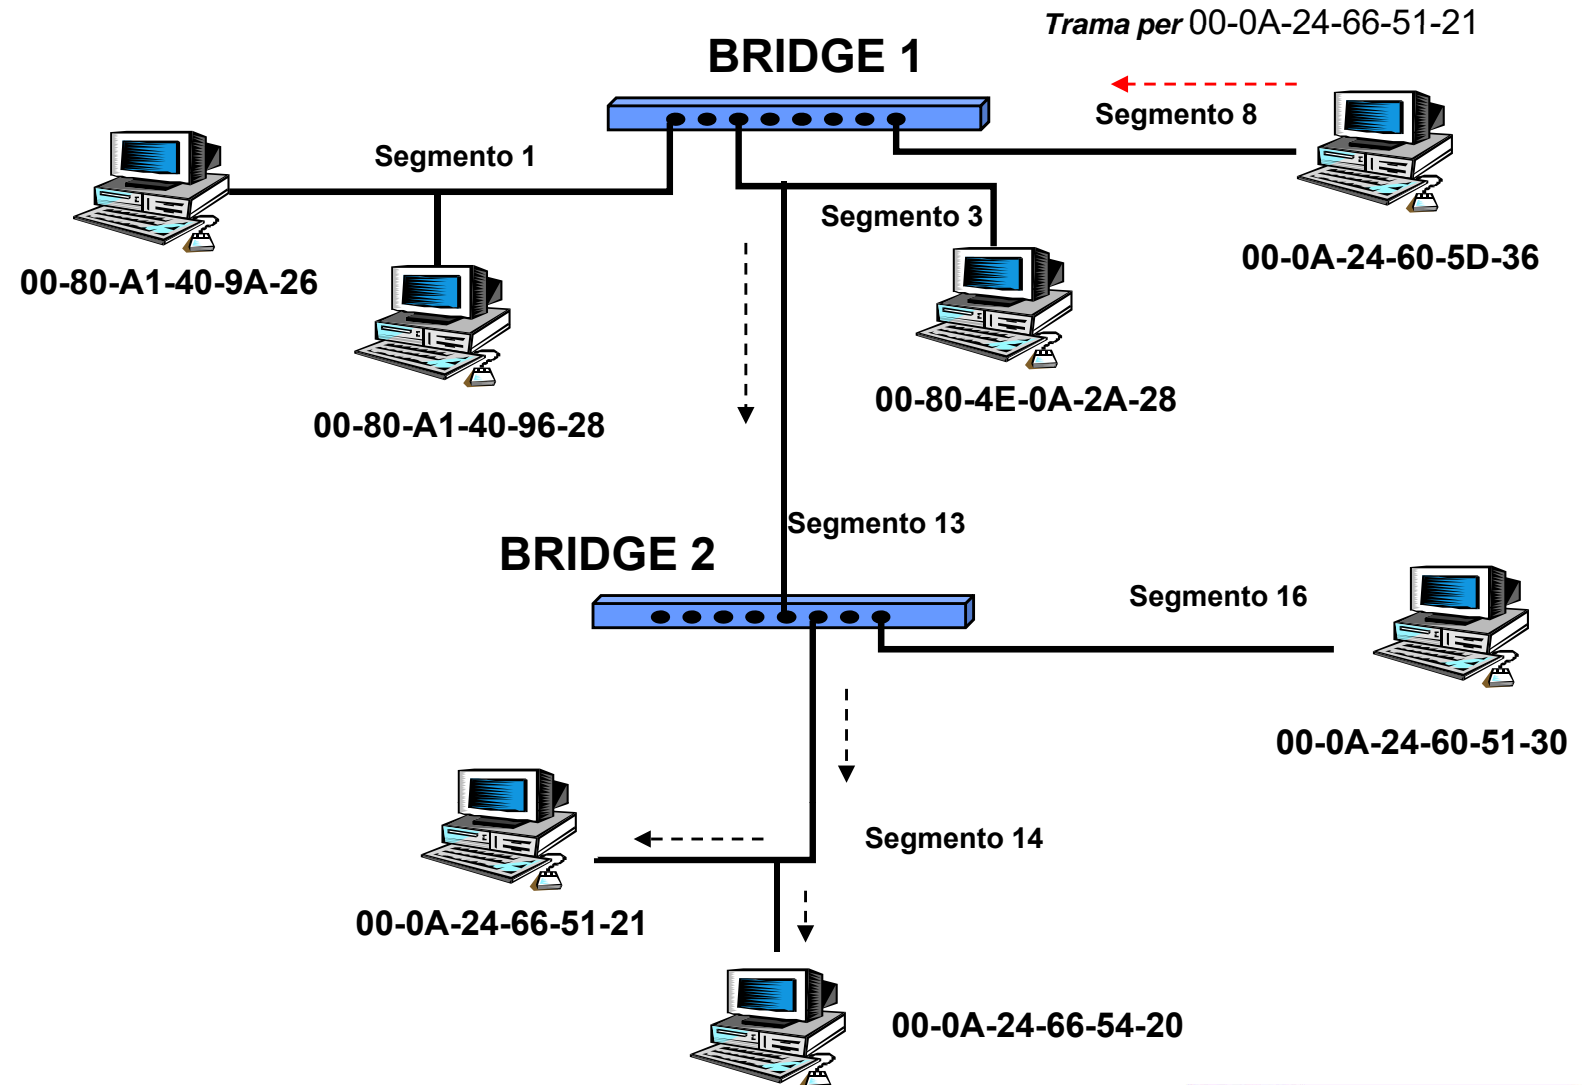 Trama per 00-0A-24-66-51-21
BRIDGE 1
Segmento 8
Segmento 1
Segmento 3
00-80-A1-40-9A-26
00-0A-24-60-5D-36
00-80-A1-40-96-28
00-80-4E-0A-2A-28
Segmento 13
BRIDGE 2
Segmento 16
00-0A-24-60-51-30
Segmento 14
00-0A-24-66-51-21
00-0A-24-66-54-20